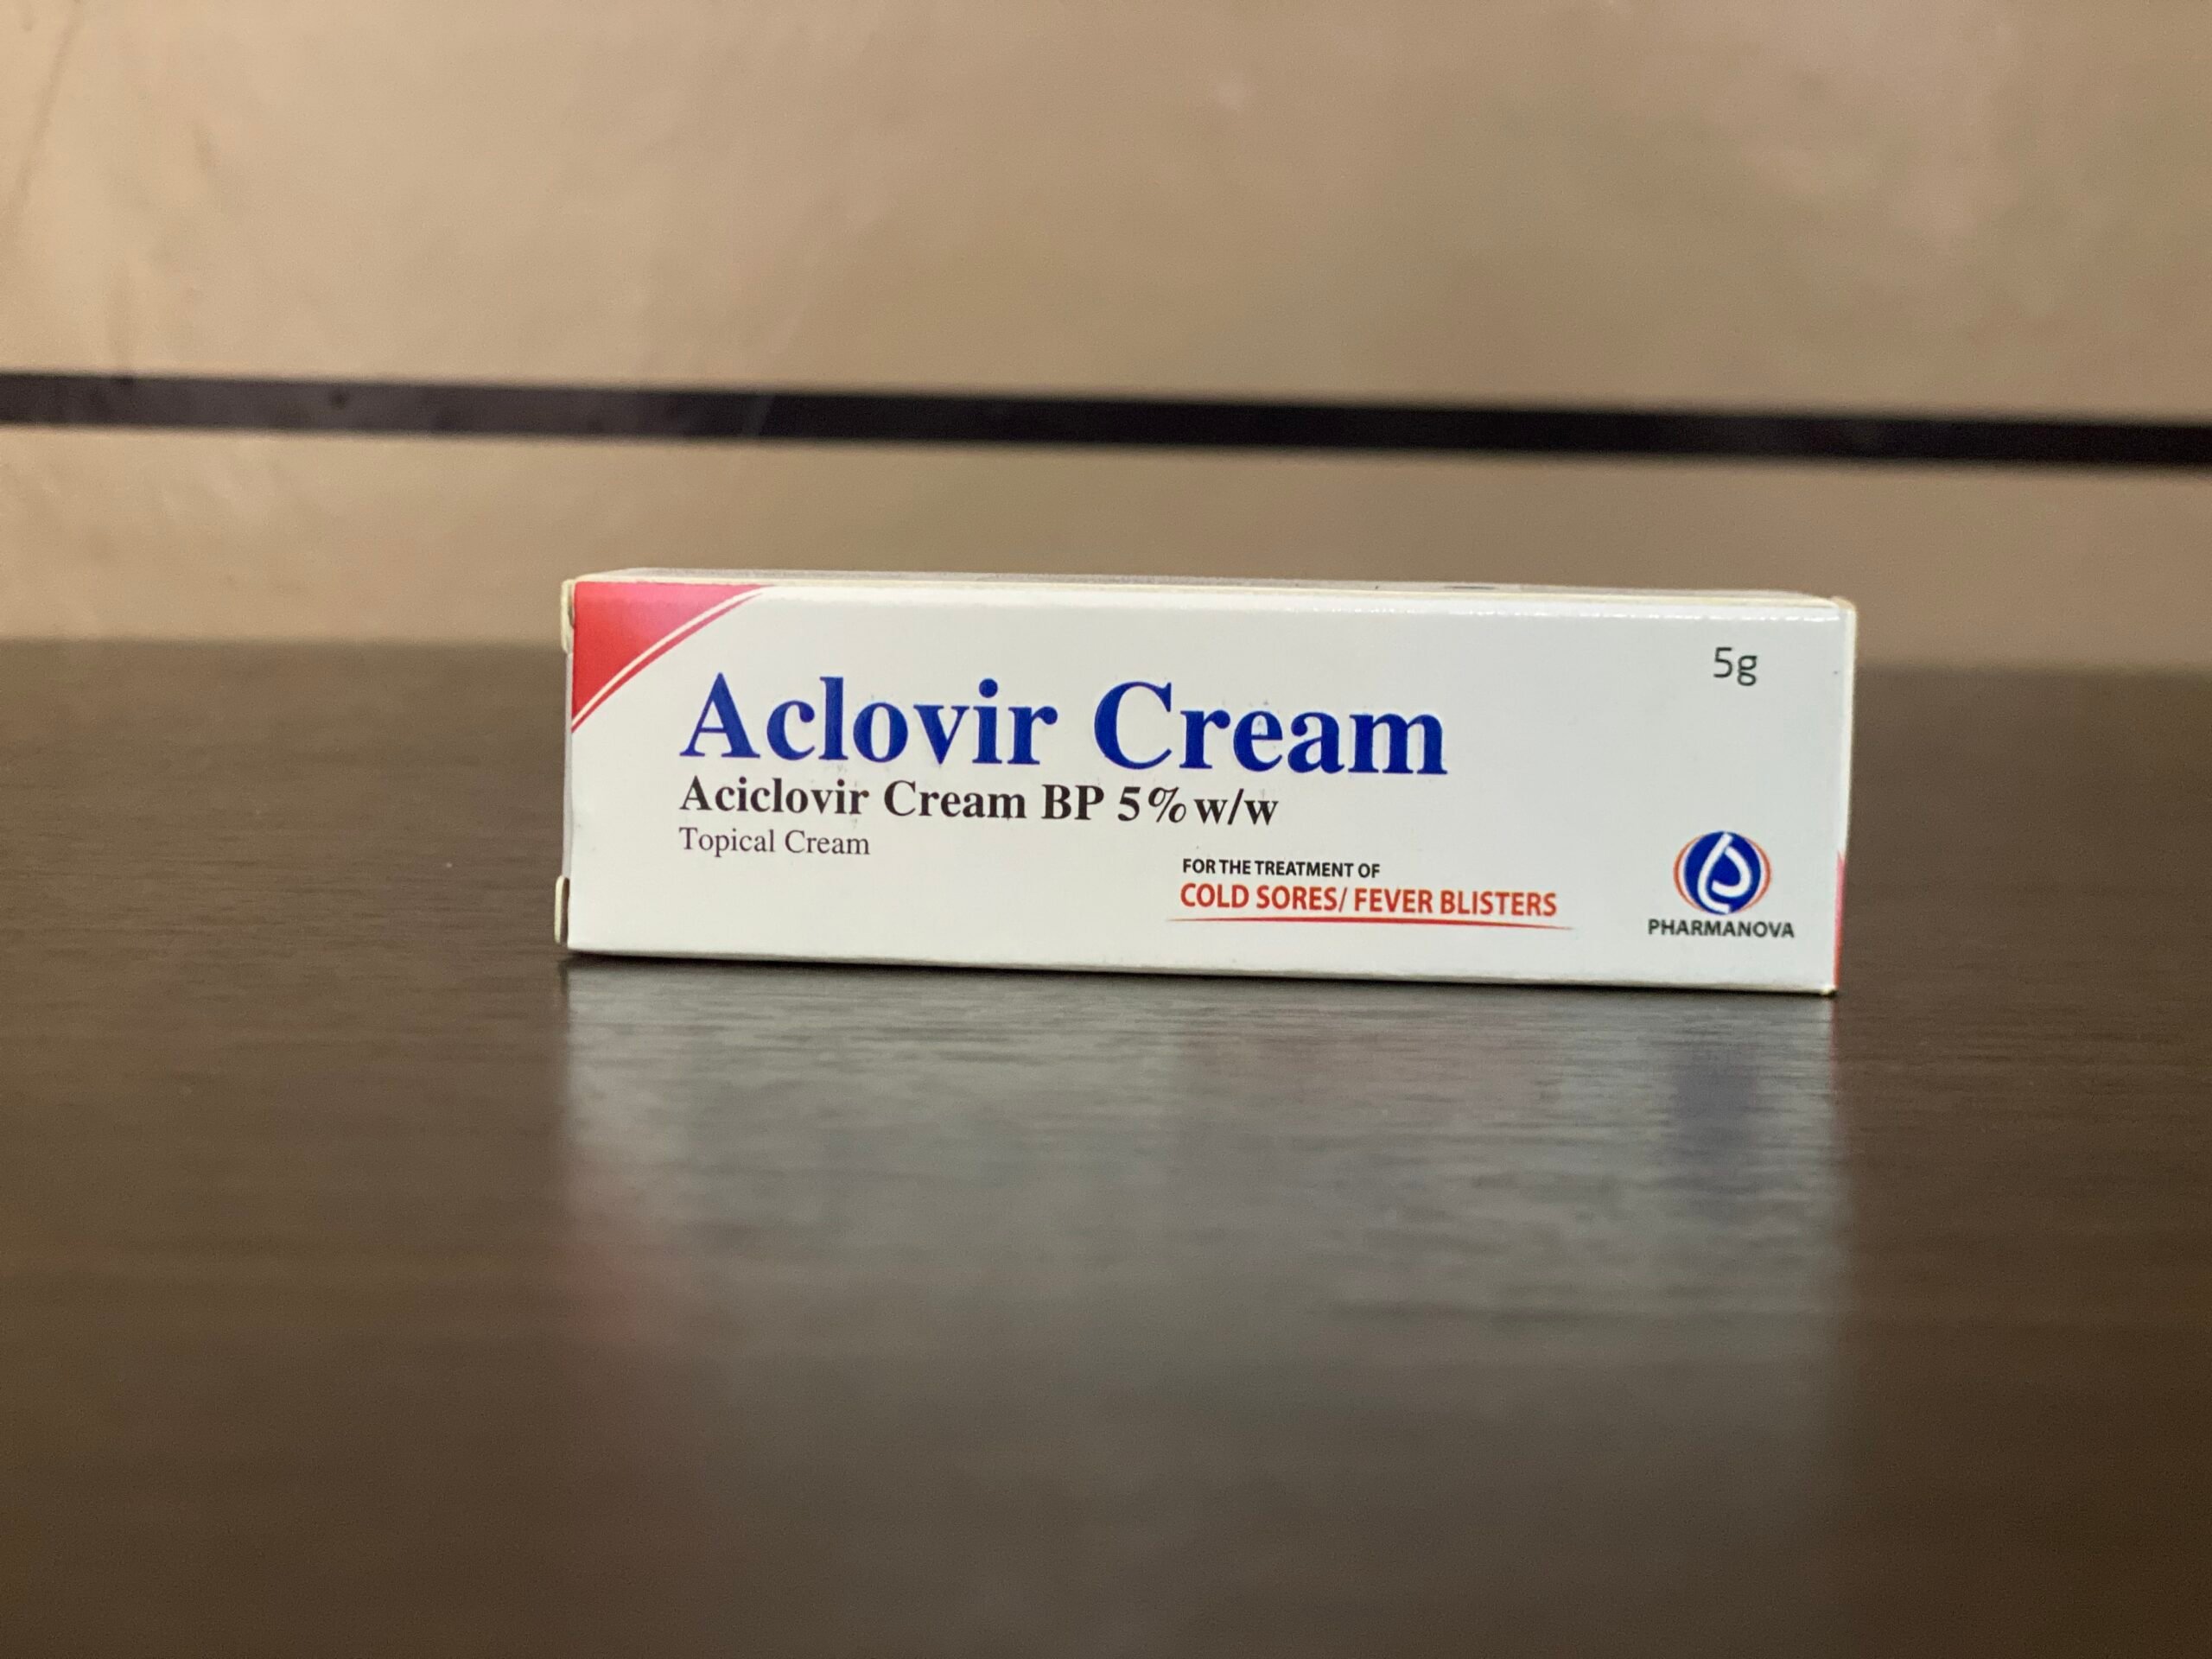 5g
Aclovir Cream
Aciclovir Cream BP 5% w/w
Topical Cream
FOR THE TREATMENT OF
COLD SORES/ FEVER BLISTERS
PHARMANOVA